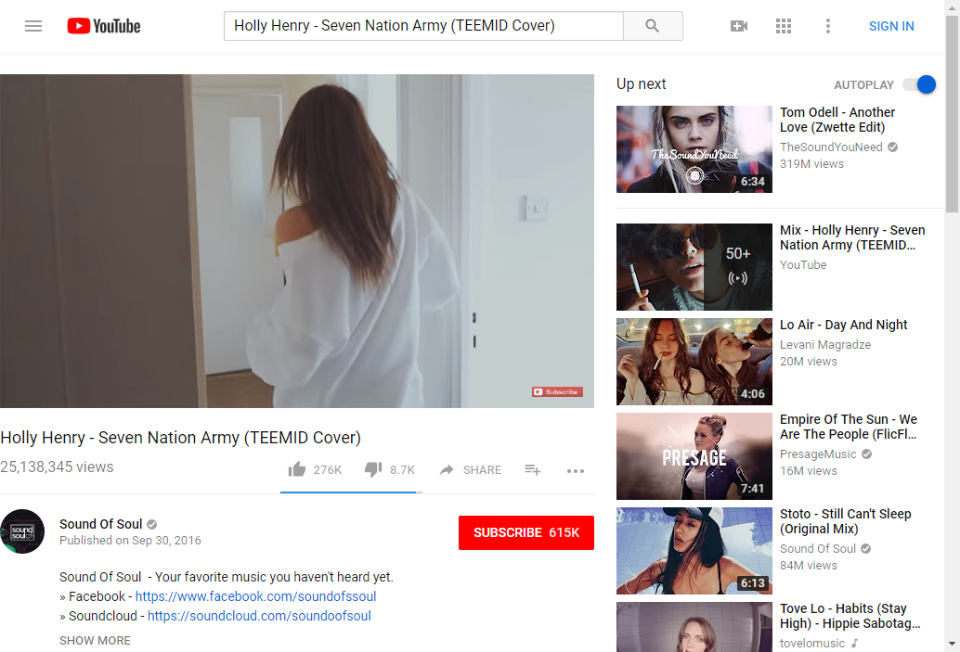 YouTube
Holly Henry - Seven Nation Army (TEEMID Cover)
SIGN IN
Subscribe
Holly Henry - Seven Nation Army (TEEMID Cover)
25,138,345 views
276K
8.7K
SHARE
sound
soul
Sound Of Soul
Published on Sep 30, 2016
SUBSCRIBE 615K
Sound Of Soul - Your favorite music you haven't heard yet.
» Facebook - https://www.facebook.com/soundofssoul
» Soundcloud - https://soundcloud.com/soundoofsoul
SHOW MORE
Up next
AUTOPLAY
TheSoundYouNeed
6:34
Tom Odell - Another
Love (Zwette Edit)
TheSoundYouNeed
319M views
50+
Mix - Holly Henry - Seven
Nation Army (TEEMID…
YouTube
4:06
Lo Air - Day And Night
Levani Magradze
20M views
PRESAGE
7:41
Empire Of The Sun - We
Are The People (FlicFl…
PresageMusic
16M views
6:13
Stoto - Still Can't Sleep
(Original Mix)
Sound Of Soul
84M views
Tove Lo - Habits (Stay
High) - Hippie Sabotag…
tovelomusic